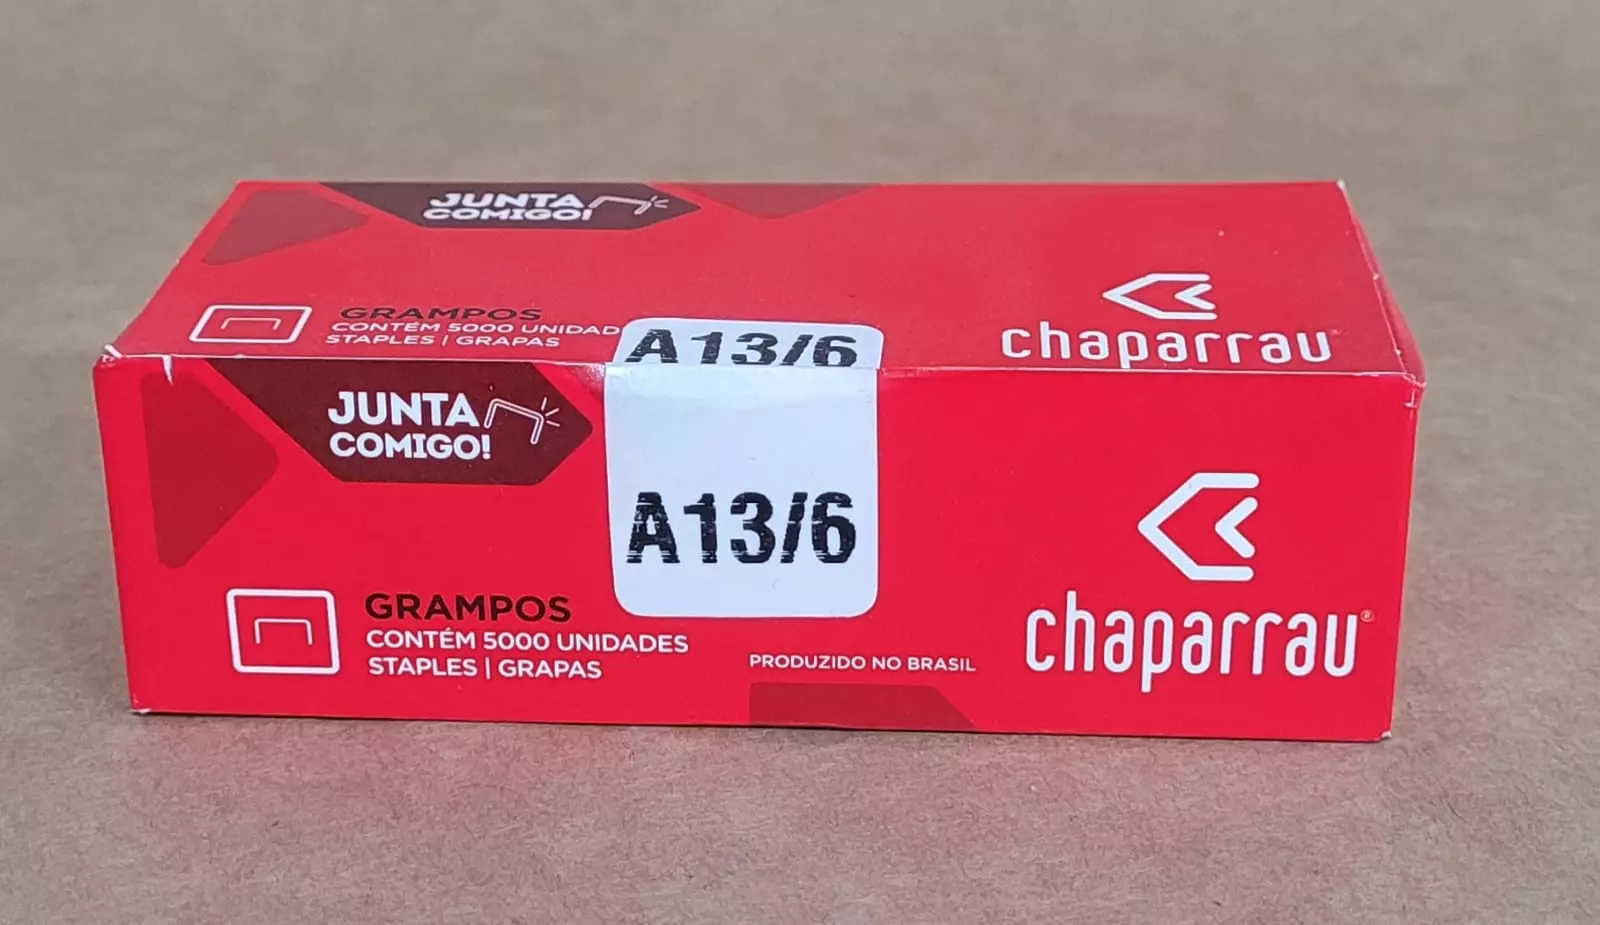 JUNTA
COMIGO!
GRAMPOS
CONTÉM 5000 UNIDAD
STAPLES | GRAPAS
A13/6
chaparrau
JUNTA
COMIGO!
A13/6
GRAMPOS
CONTÉM 5000 UNIDADES
STAPLES | GRAPAS
PRODUZIDO NO BRASIL
chaparrau®